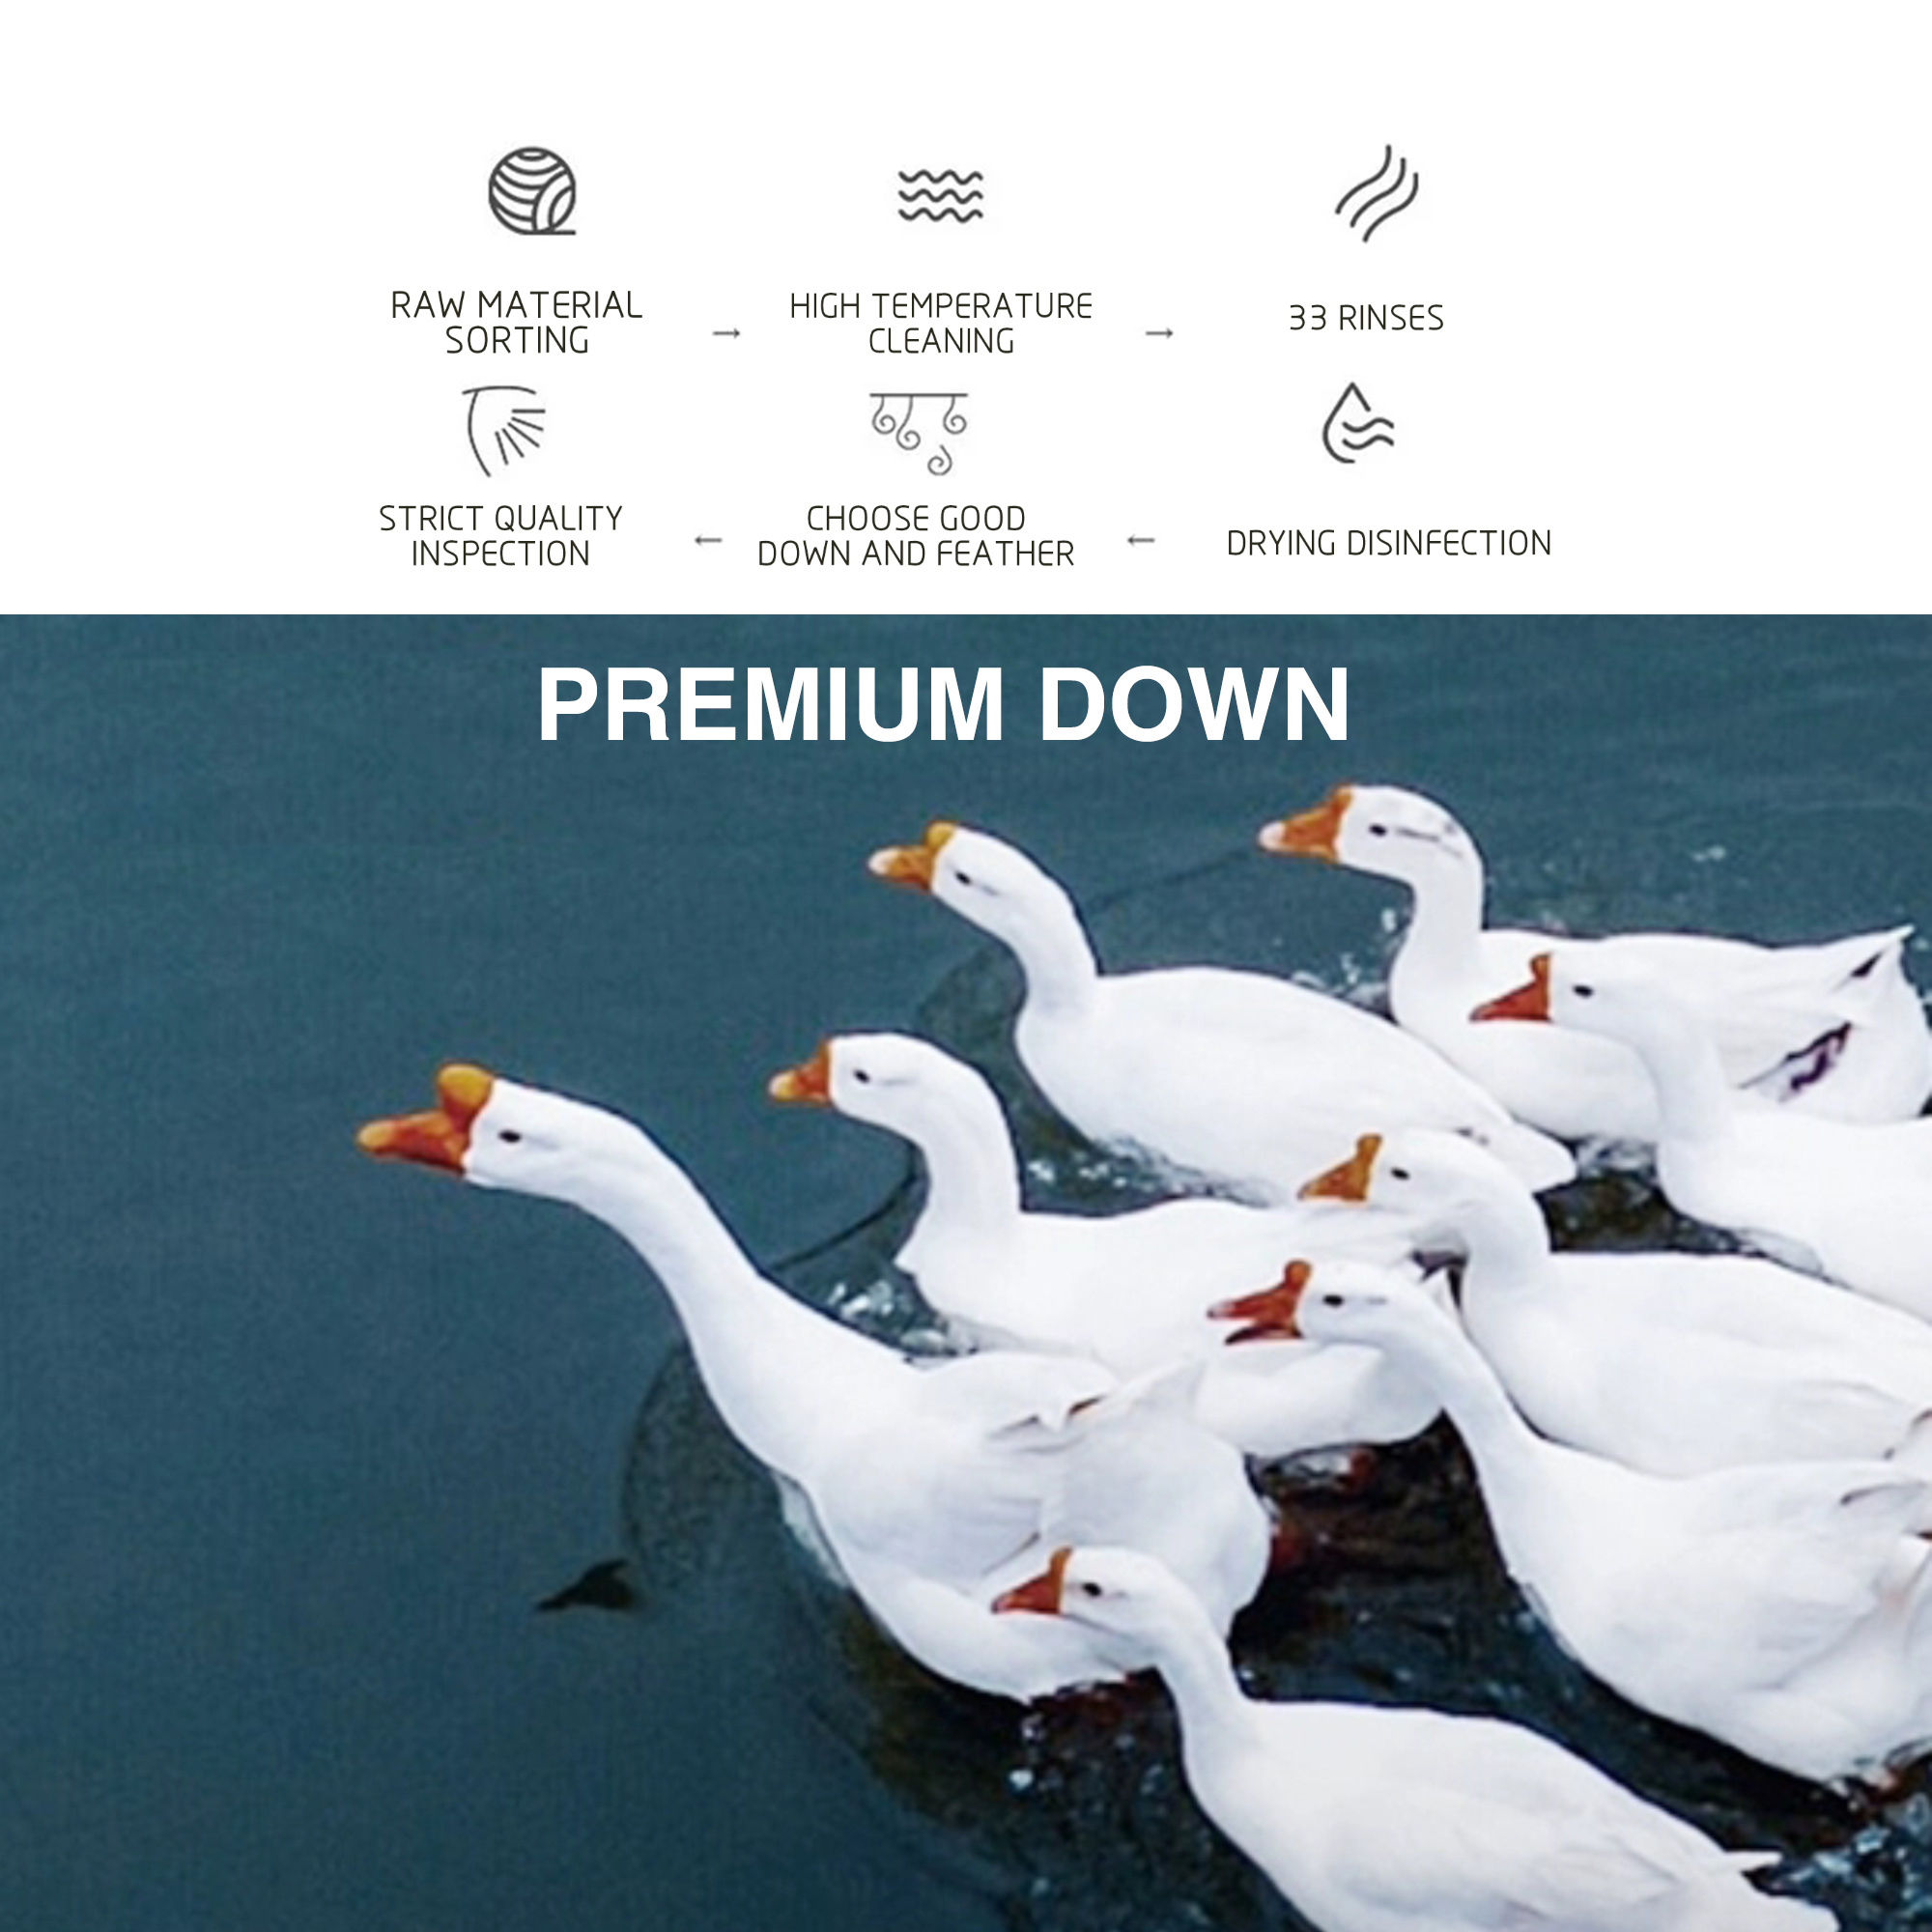 RAW MATERIAL
SORTING
→
HIGH TEMPERATURE
CLEANING
→
33 RINSES
STRICT QUALITY
INSPECTION
←
CHOOSE GOOD
DOWN AND FEATHER
←
DRYING DISINFECTION
PREMIUM DOWN